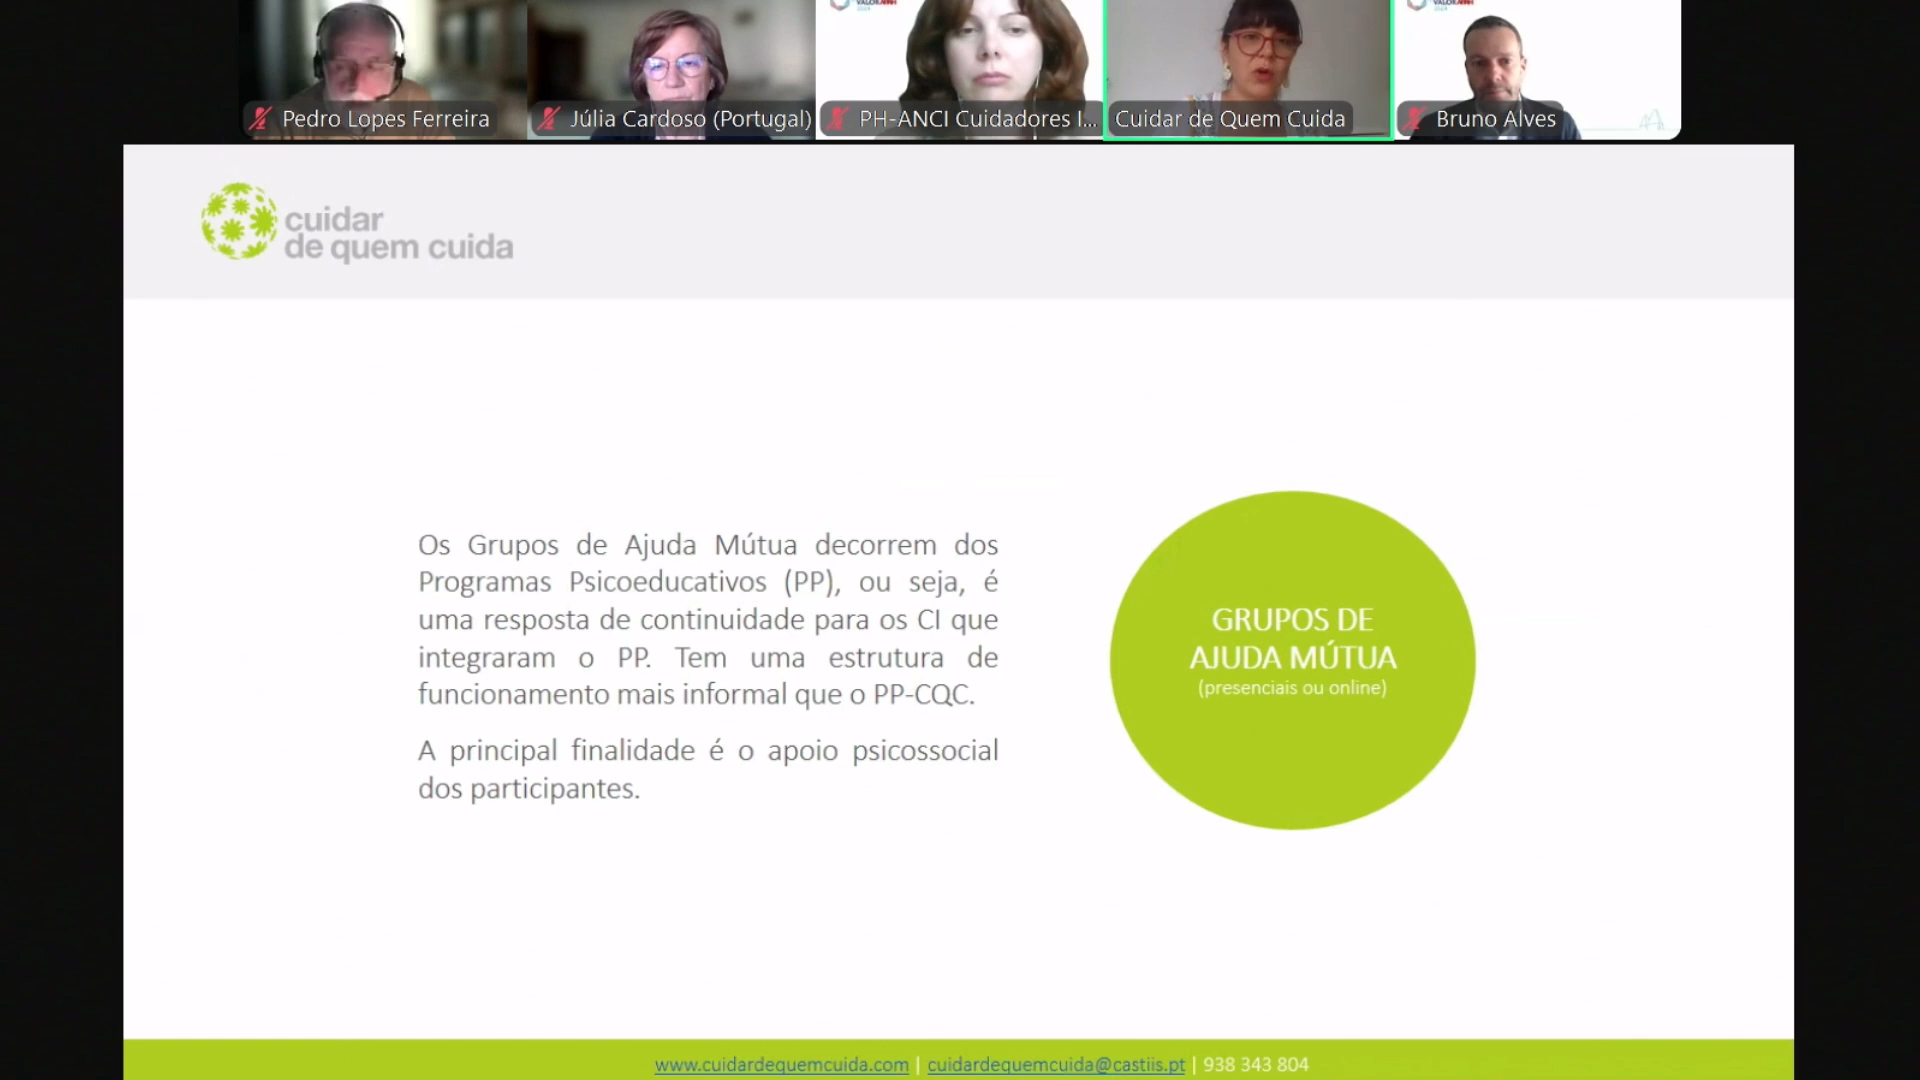 Pedro Lopes Ferreira
Júlia Cardoso (Portugal)
PH-ANCI Cuidadores I...
Cuidar de Quem Cuida
Bruno Alves
cuidar
de quem cuida
Os Grupos de Ajuda Mútua decorrem dos
Programas Psicoeducativos (PP), ou seja, é
uma resposta de continuidade para os CI que
integraram o PP. Tem uma estrutura de
funcionamento mais informal que o PP-CQC.
A principal finalidade é o apoio psicossocial
dos participantes.
GRUPOS DE
AJUDA MÚTUA
(presenciais ou online)
www.cuidardequemcuida.com | cuidardequemcuida@castiis.pt | 938 343 804